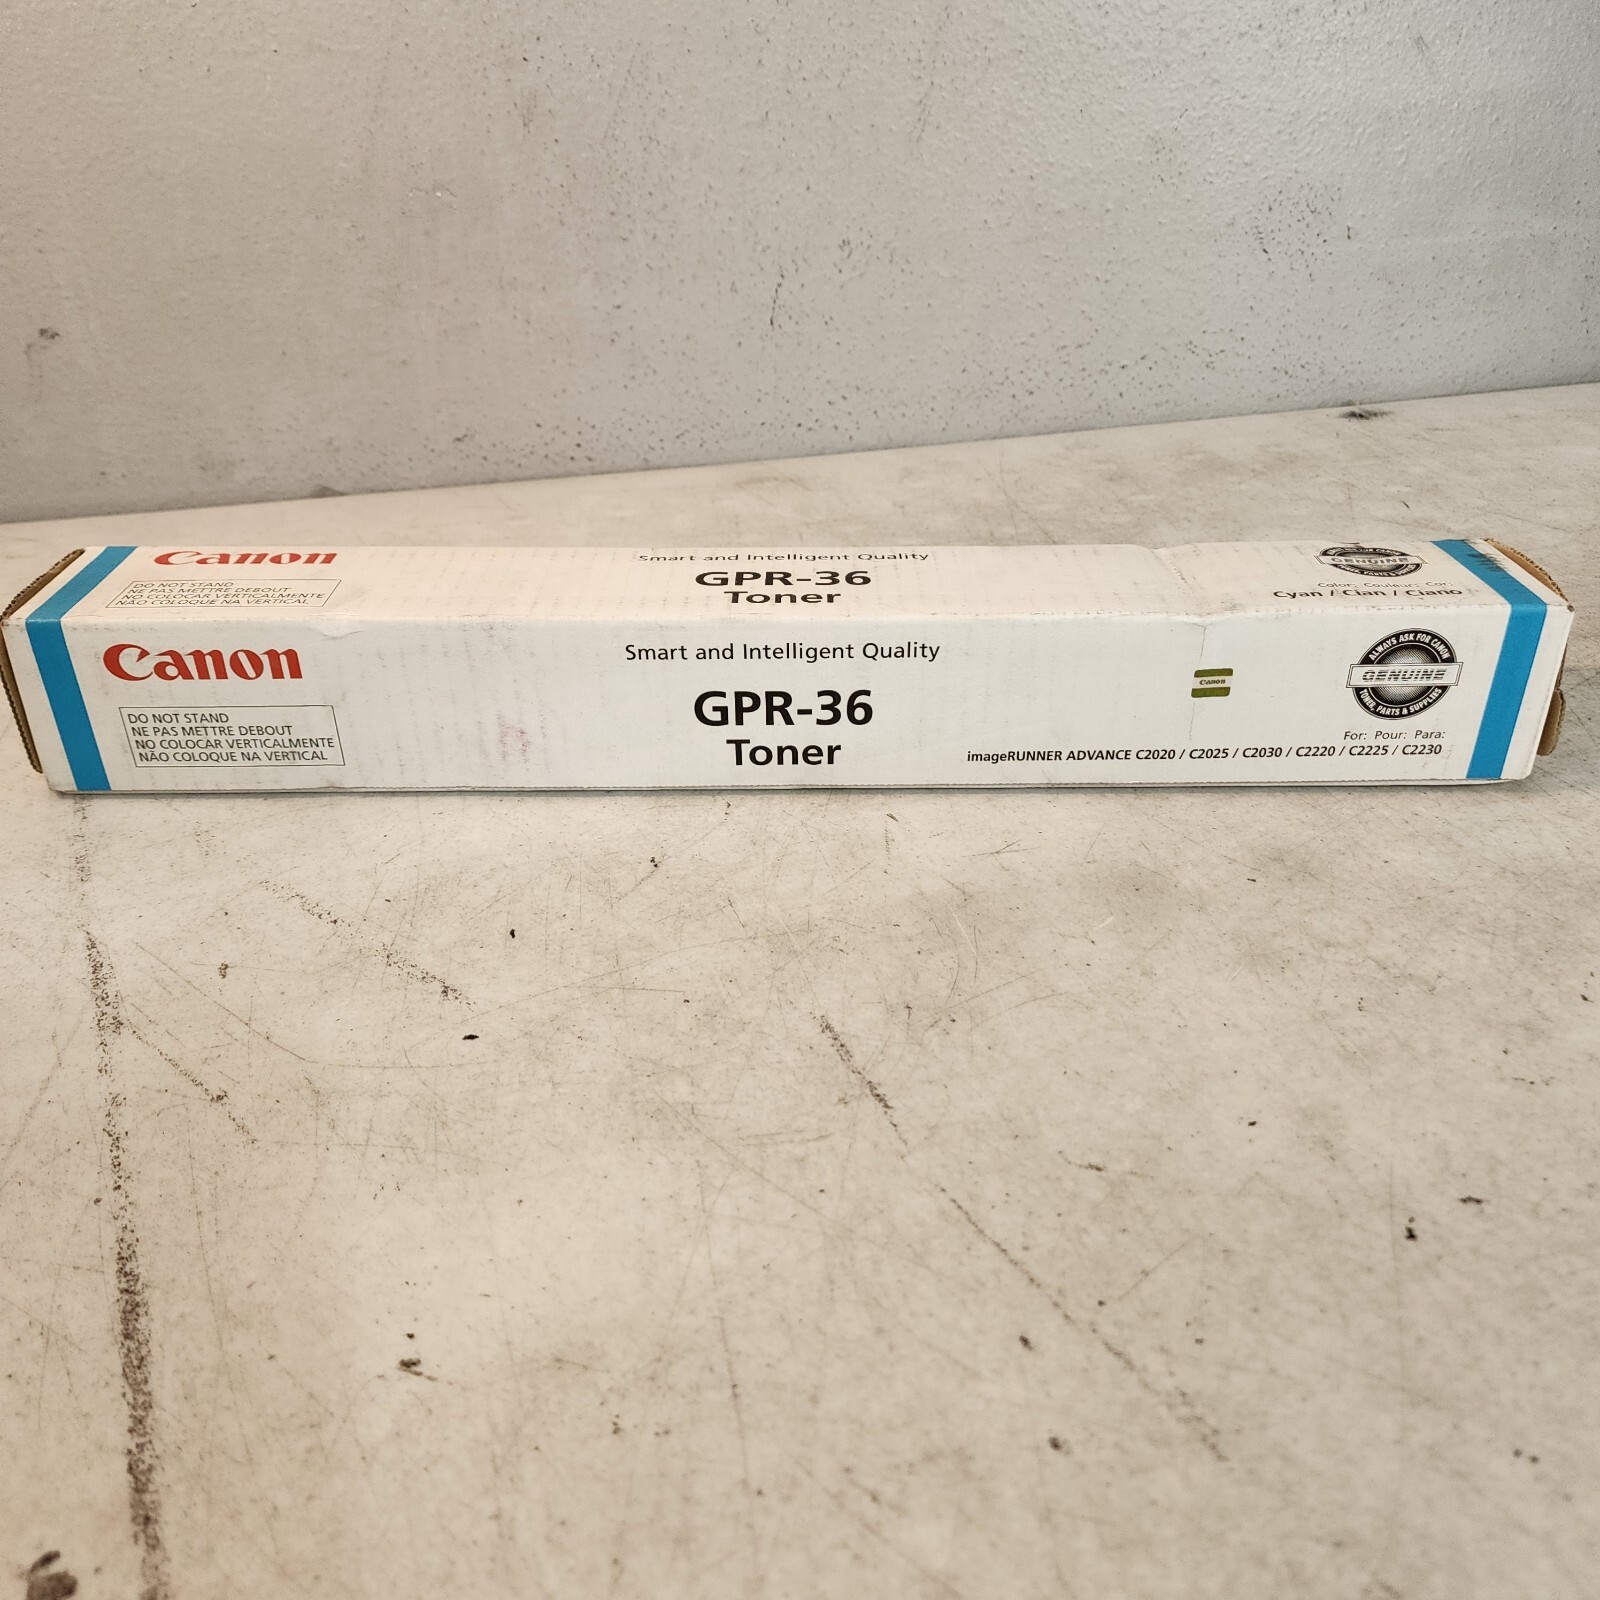 Canon
DO NOT STAND
NE PAS METTRE DEBOUT
NO COLOCAR VERTICALMENTE
NÃO COLOQUE NA VERTICAL
Smart and Intelligent Quality
GPR-36
Toner
GENUINE
Color: Couleur: Cor:
Cyan / Cian / Ciano
Canon
DO NOT STAND
NE PAS METTRE DEBOUT
NO COLOCAR VERTICALMENTE
NÃO COLOQUE NA VERTICAL
Smart and Intelligent Quality
GPR-36
Toner
Canon
ALWAYS ASK FOR CANON
GENUINE
TONER, PARTS & SUPPLIES
For: Pour: Para:
imageRUNNER ADVANCE C2020 / C2025 / C2030 / C2220 / C2225 / C2230